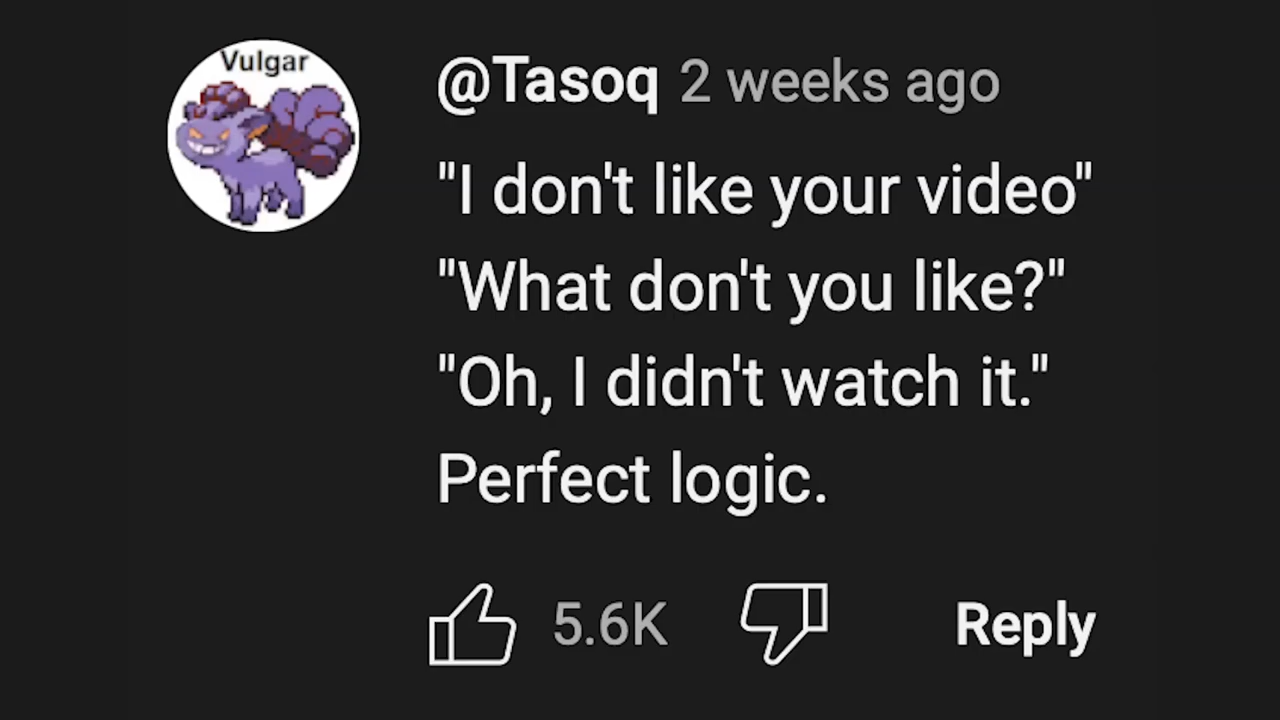 Vulgar
@Tasoq 2 weeks ago
"I don't like your video"
"What don't you like?"
"Oh, I didn't watch it."
Perfect logic.
5.6K Reply